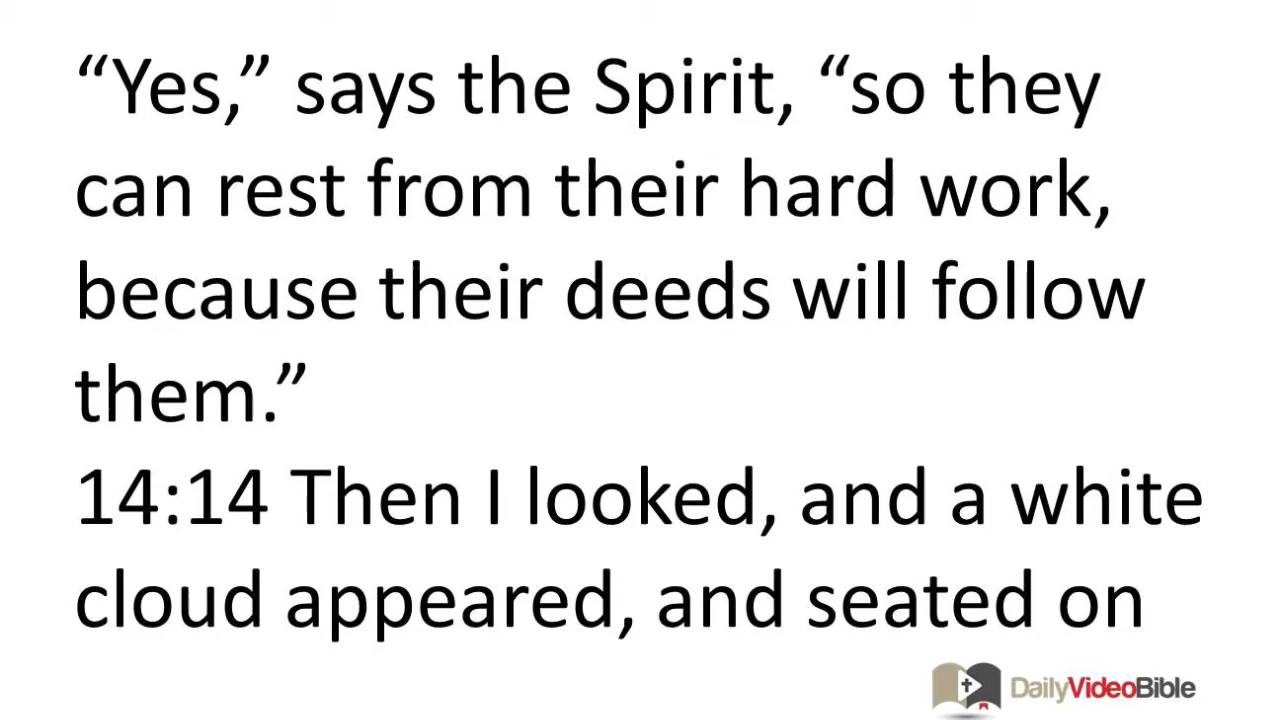 “Yes,” says the Spirit, “so they
can rest from their hard work,
because their deeds will follow
them.”
14:14 Then I looked, and a white
cloud appeared, and seated on
DailyVideoBible